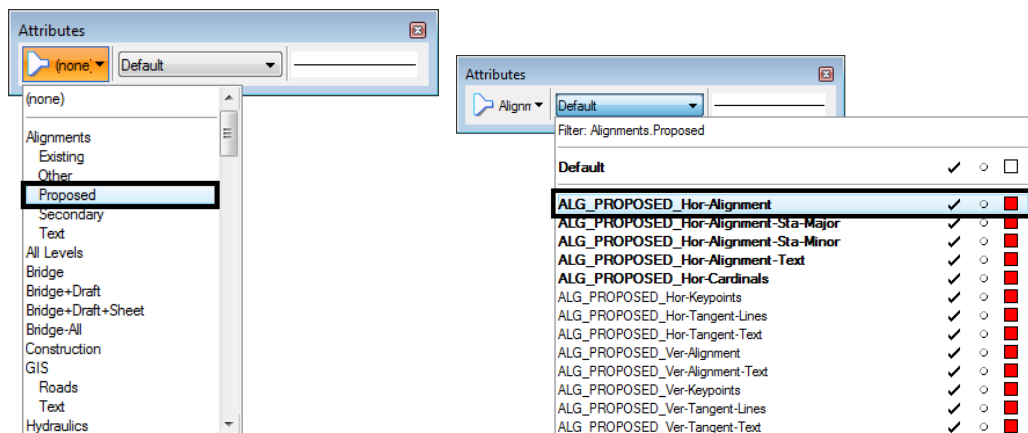 Attributes
(none) Default
(none)
Alignments
Existing
Other
Proposed
Secondary
Text
All Levels
Bridge
Bridge+Draft
Bridge+Draft+Sheet
Bridge-All
Construction
GIS
Roads
Text
Hydraulics
Attributes
Alignn Default
Filter: Alignments.Proposed
Default
ALG_PROPOSED_Hor-Alignment
ALG_PROPOSED_Hor-Alignment-Sta-Major
ALG_PROPOSED_Hor-Alignment-Sta-Minor
ALG_PROPOSED_Hor-Alignment-Text
ALG_PROPOSED_Hor-Cardinals
ALG_PROPOSED_Hor-Keypoints
ALG_PROPOSED_Hor-Tangent-Lines
ALG_PROPOSED_Hor-Tangent-Text
ALG_PROPOSED_Ver-Alignment
ALG_PROPOSED_Ver-Alignment-Text
ALG_PROPOSED_Ver-Keypoints
ALG_PROPOSED_Ver-Tangent-Lines
ALG_PROPOSED_Ver-Tangent-Text